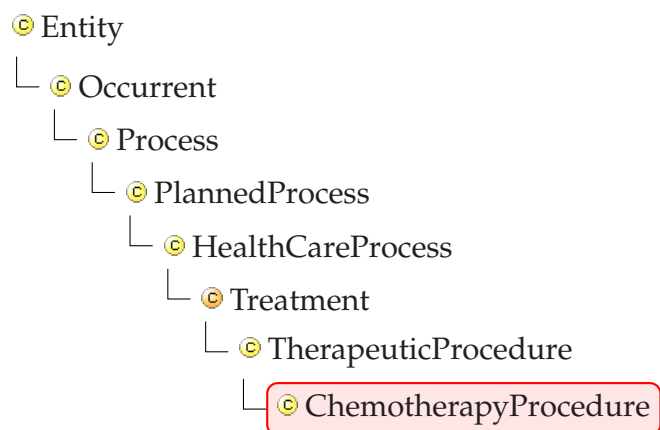 C Entity
C Occurrent
C Process
C PlannedProcess
C HealthCareProcess
C Treatment
C TherapeuticProcedure
C ChemotherapyProcedure